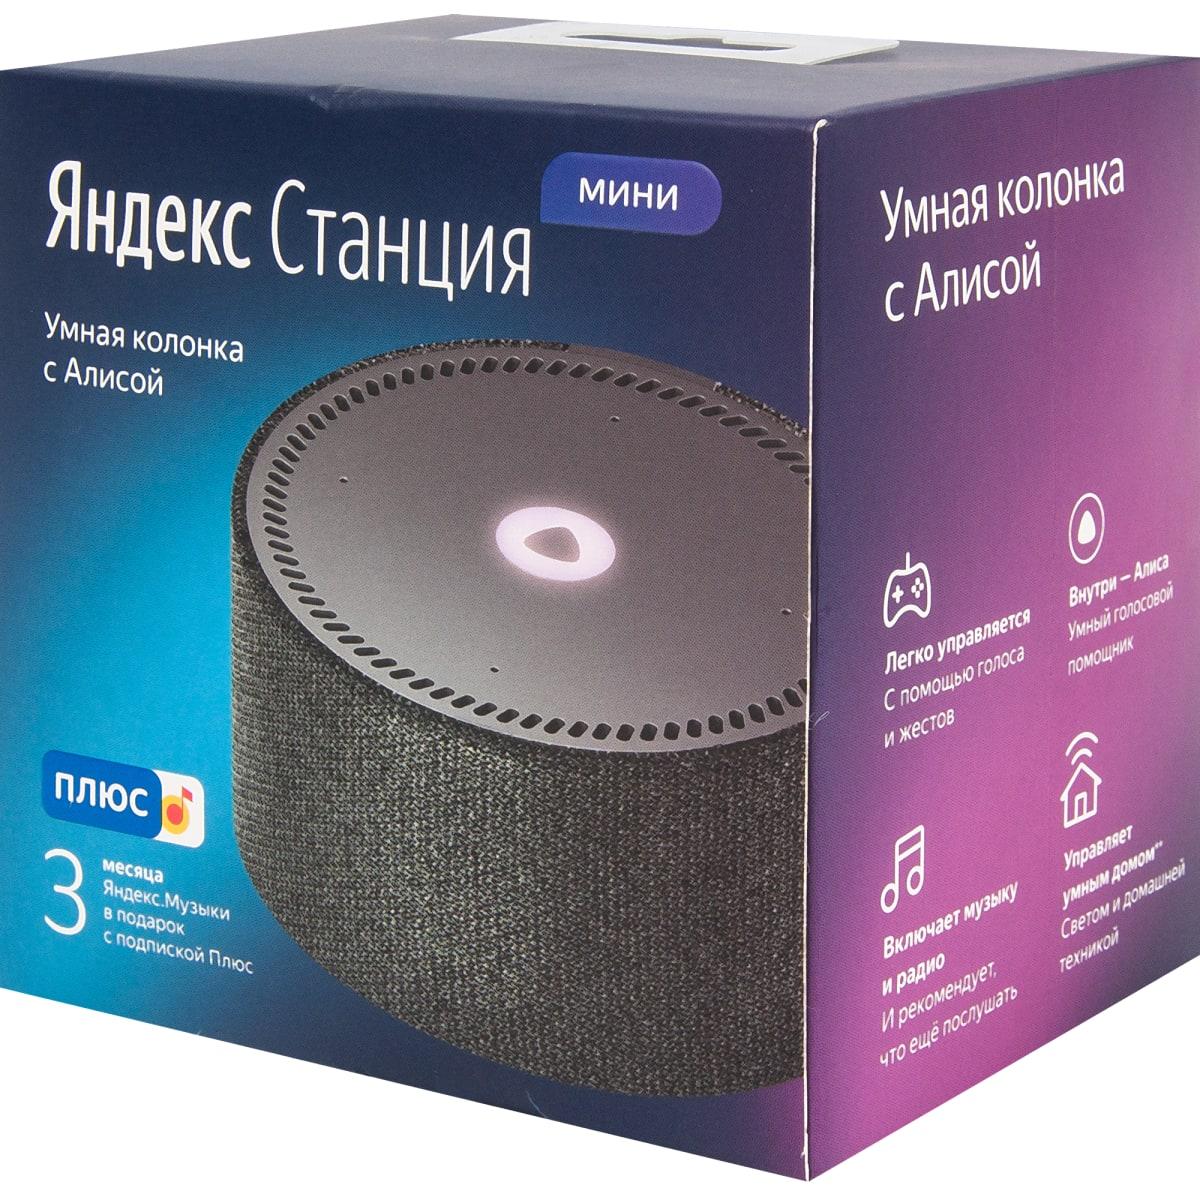 Яндекс Станция
мини
Умная колонка
с Алисой
плюс
3
месяца
Яндекс.Музыки
в подарок
с подпиской Плюс
Умная колонка
с Алисой
Легко управляется
С помощью голоса
и жестов
Внутри — Алиса
Умный голосовой
помощник
Включает музыку
и радио
И рекомендует,
что ещё послушать
Управляет
умным домом**
Светом и домашней
техникой